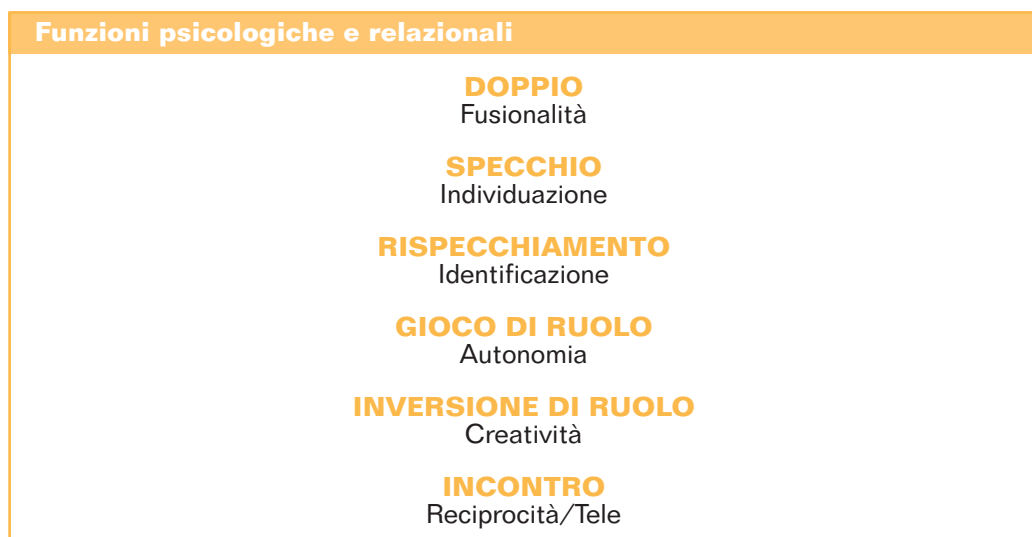 Funzioni psicologiche e relazionali
DOPPIO
Fusionalità
SPECCHIO
Individuazione
RISPECCHIAMENTO
Identificazione
GIOCO DI RUOLO
Autonomia
INVERSIONE DI RUOLO
Creatività
INCONTRO
Reciprocità/Tele